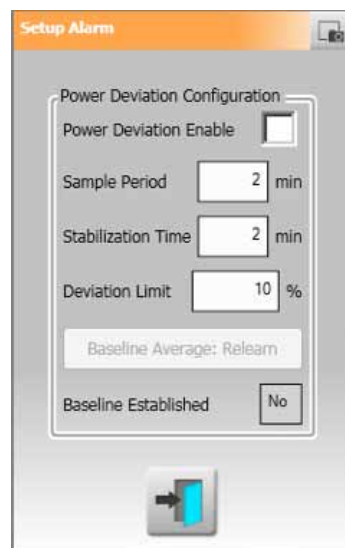 Setup Alarm
Power Deviation Configuration
Power Deviation Enable
Sample Period 2 min
Stabilization Time 2 min
Deviation Limit 10 %
Baseline Average: Relearn
Baseline Established No